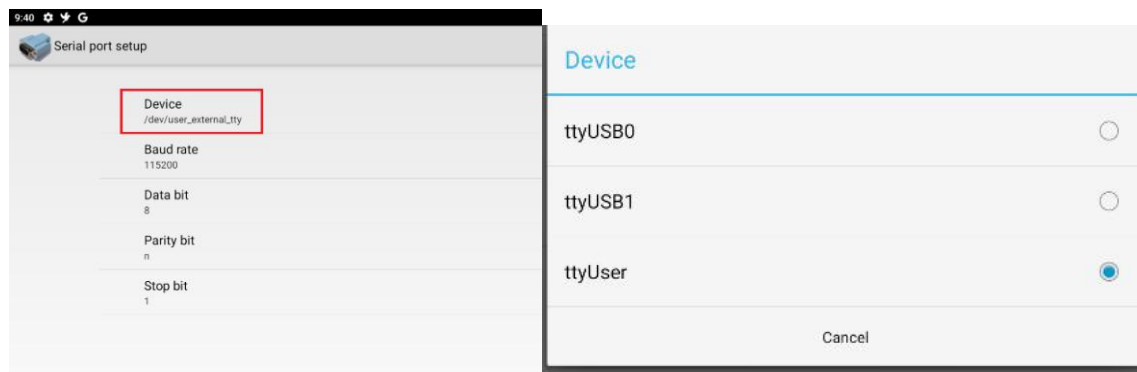 9:40 G
Serial port setup
Device
/dev/user_external_tty
Baud rate
115200
Data bit
8
Parity bit
n
Stop bit
1
Device
ttyUSB0
ttyUSB1
ttyUser
Cancel